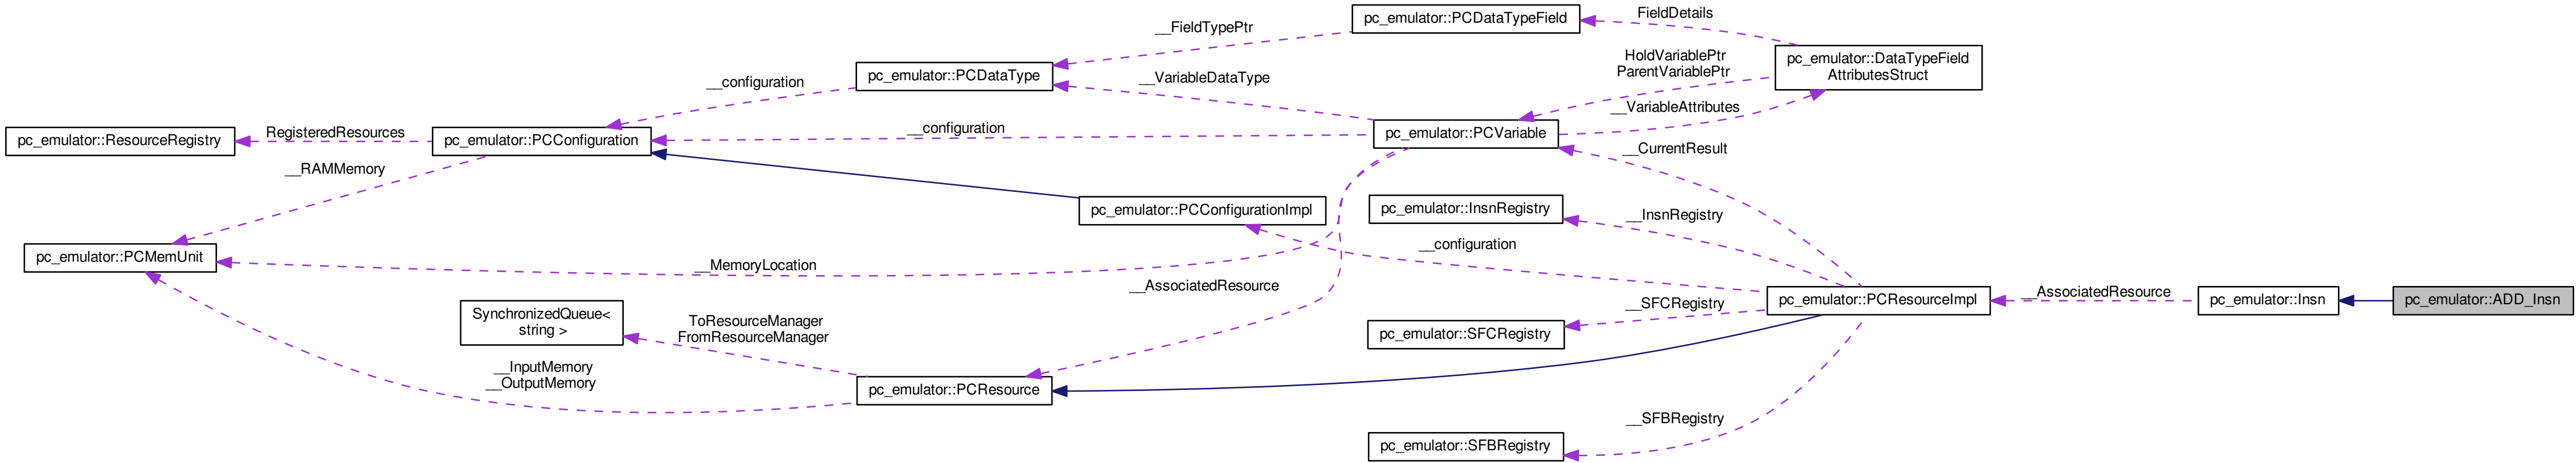 pc_emulator::PCDataTypeField
FieldDetails
__FieldTypePtr
pc_emulator::DataTypeField
AttributesStruct
HoldVariablePtr
ParentVariablePtr
pc_emulator::PCDataType
__VariableDataType
__configuration
__VariableAttributes
pc_emulator::ResourceRegistry
RegisteredResources
pc_emulator::PCConfiguration
__configuration
pc_emulator::PCVariable
__CurrentResult
__RAMMemory
pc_emulator::PCConfigurationImpl
pc_emulator::InsnRegistry
__InsnRegistry
__configuration
pc_emulator::PCMemUnit
__MemoryLocation
__AssociatedResource
pc_emulator::PCResourceImpl
__AssociatedResource
pc_emulator::Insn
pc_emulator::ADD_Insn
SynchronizedQueue<
string >
ToResourceManager
FromResourceManager
__SFCRegistry
pc_emulator::SFCRegistry
__InputMemory
__OutputMemory
pc_emulator::PCResource
__SFBRegistry
pc_emulator::SFBRegistry